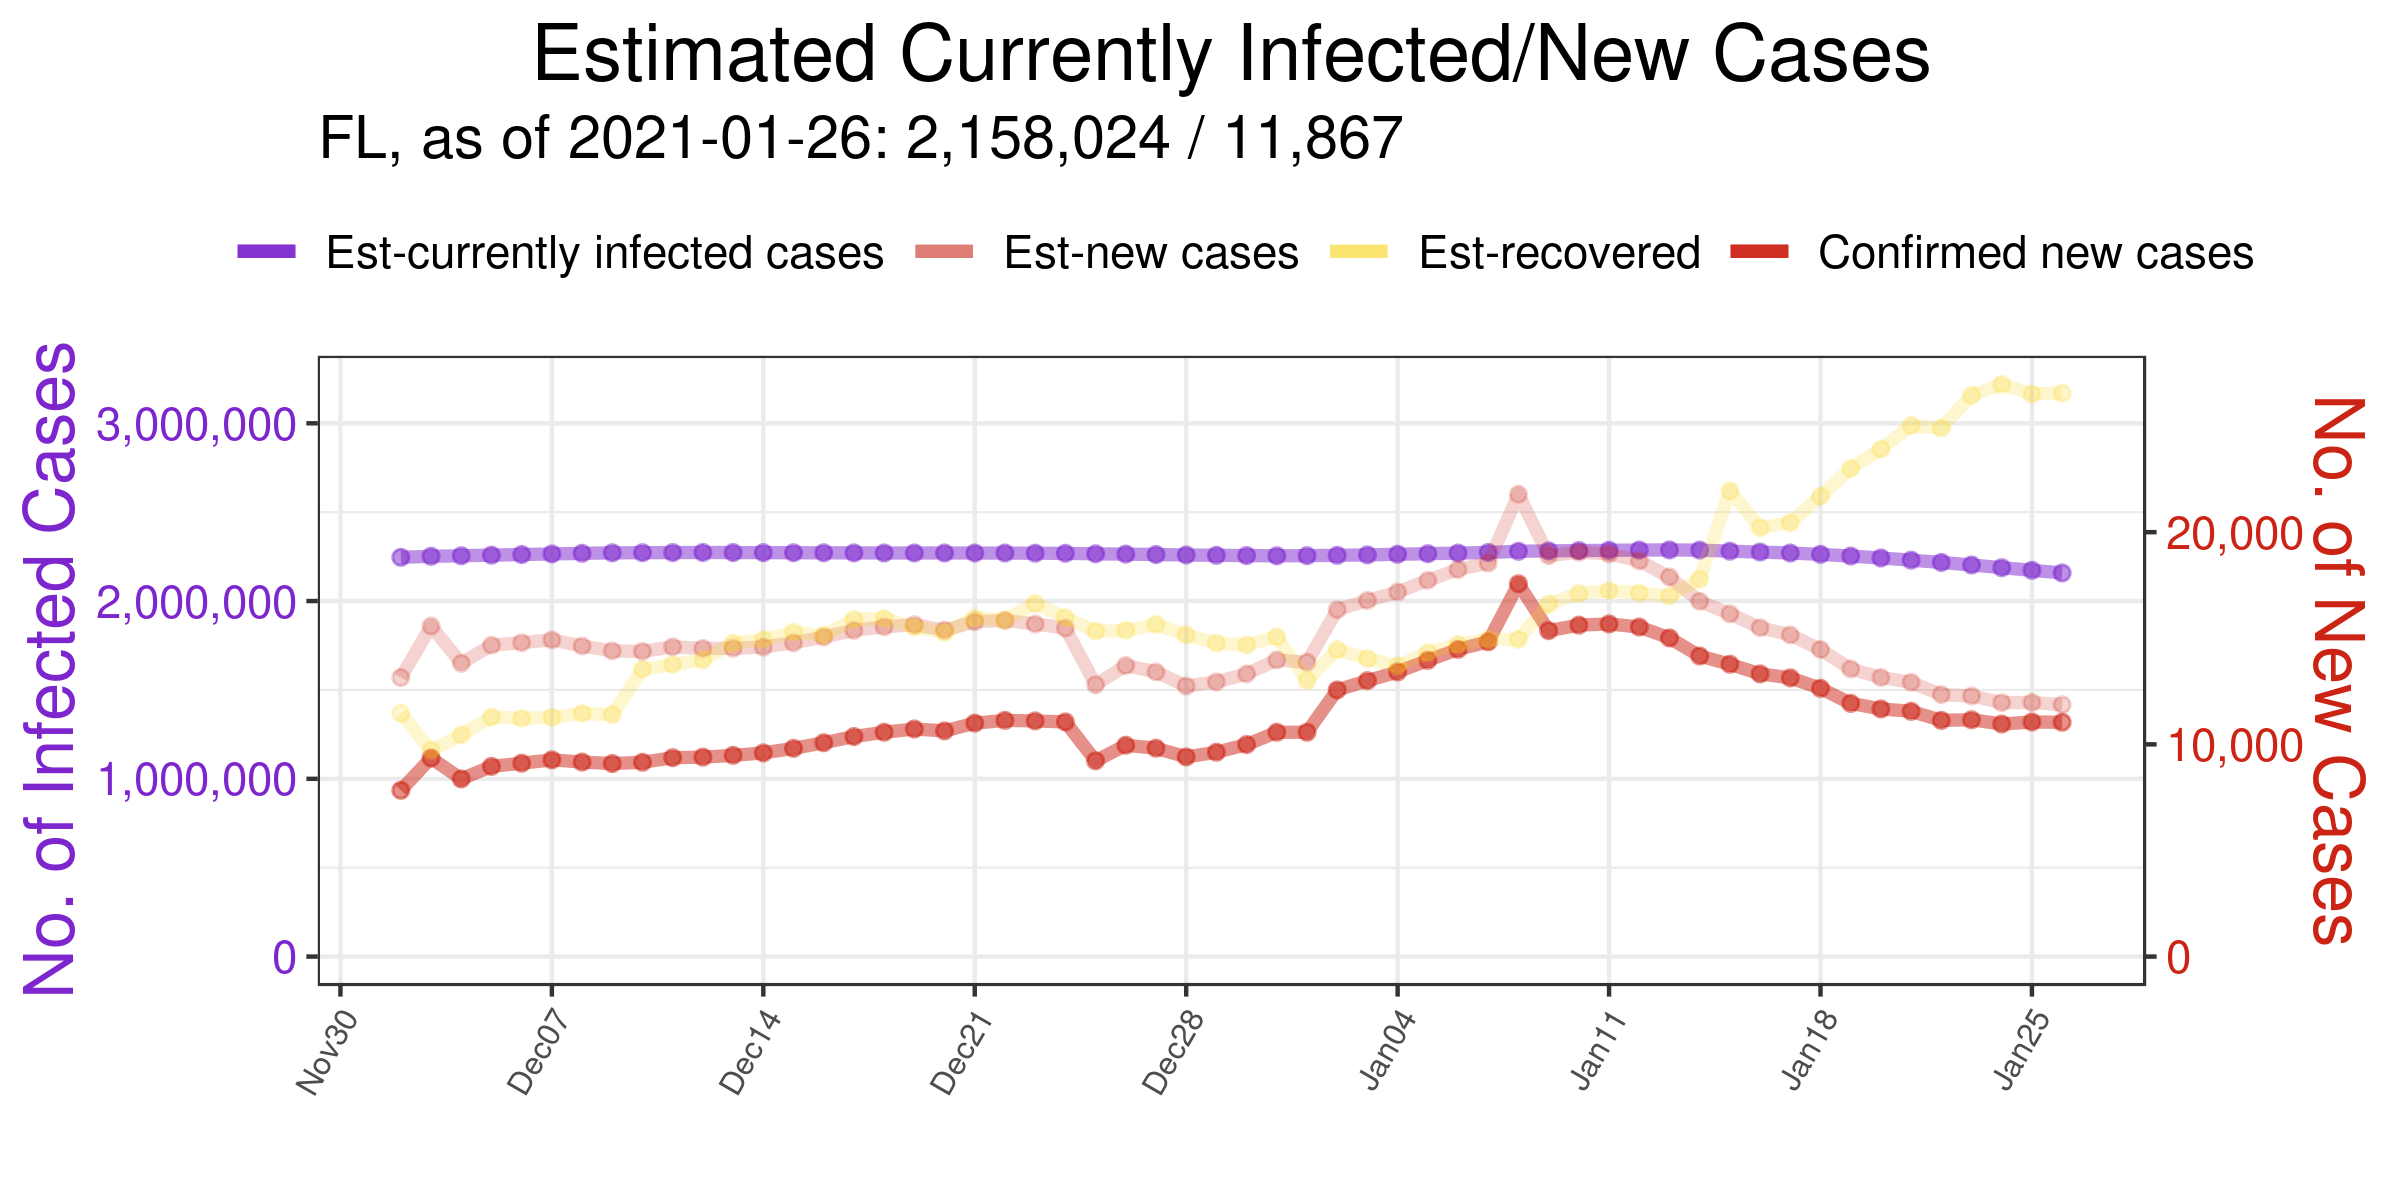 Estimated Currently Infected/New Cases
FL, as of 2021-01-26: 2,158,024 / 11,867
Est-currently infected cases Est-new cases Est-recovered Confirmed new cases
No. of Infected Cases
3,000,000
2,000,000
1,000,000
0
20,000
10,000
0
No. of New Cases
Nov30 Dec07 Dec14 Dec21 Dec28 Jan04 Jan11 Jan18 Jan25